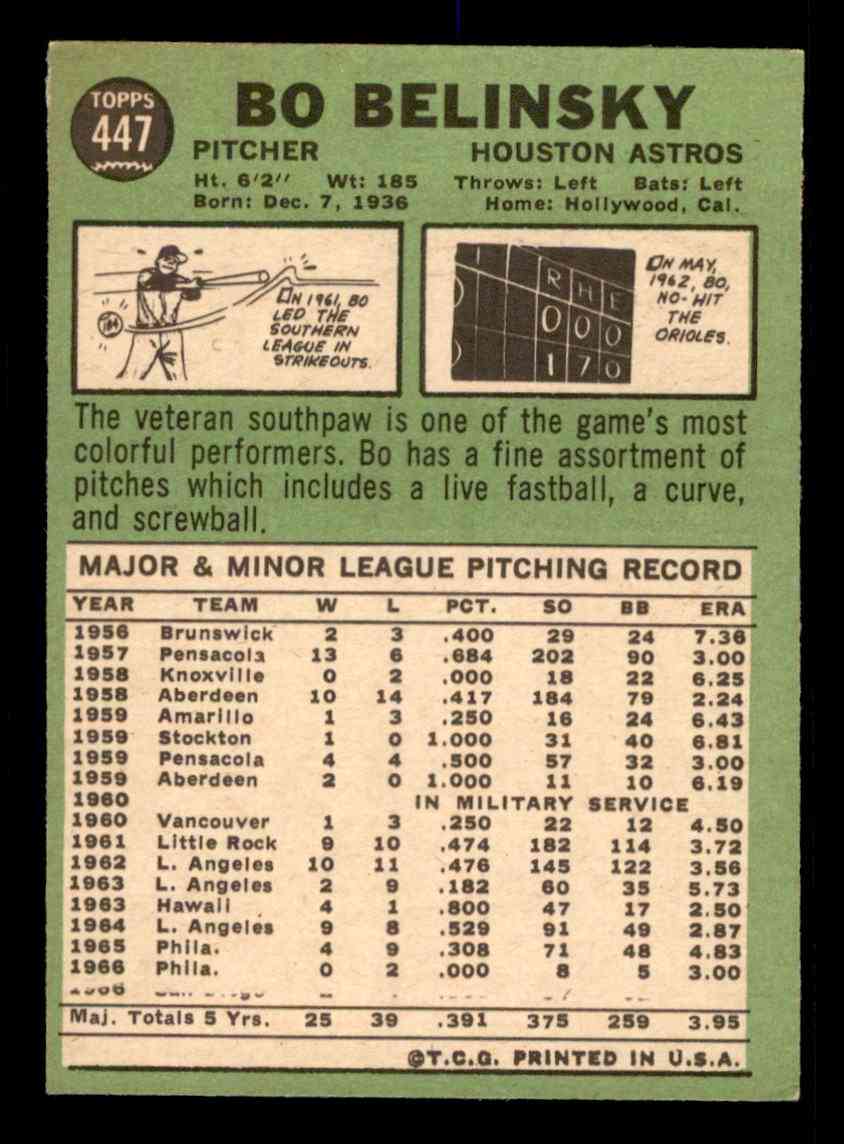 TOPPS
447
BO BELINSKY
PITCHER HOUSTON ASTROS
Ht. 6'2" Wt: 185 Throws: Left Bats: Left
Born: Dec. 7, 1936 Home: Hollywood, Cal.
ON 1961, BO
LED THE
SOUTHERN
LEAGUE IN
STRIKEOUTS.
R H E
0 0 0
1 7 0
ON MAY,
1962, BO,
NO-HIT
THE
ORIOLES.
The veteran southpaw is one of the game's most
colorful performers. Bo has a fine assortment of
pitches which includes a live fastball, a curve,
and screwball.
MAJOR & MINOR LEAGUE PITCHING RECORD
YEAR TEAM W L PCT. SO BB ERA
1956 Brunswick 2 3 .400 29 24 7.36
1957 Pensacola 13 6 .684 202 90 3.00
1958 Knoxville 0 2 .000 18 22 6.25
1958 Aberdeen 10 14 .417 184 79 2.24
1959 Amarillo 1 3 .250 16 24 6.43
1959 Stockton 1 0 1.000 31 40 6.81
1959 Pensacola 4 4 .500 57 32 3.00
1959 Aberdeen 2 0 1.000 11 10 6.19
1960 IN MILITARY SERVICE
1960 Vancouver 1 3 .250 22 12 4.50
1961 Little Rock 9 10 .474 182 114 3.72
1962 L. Angeles 10 11 .476 145 122 3.56
1963 L. Angeles 2 9 .182 60 35 5.73
1963 Hawaii 4 1 .800 47 17 2.50
1964 L. Angeles 9 8 .529 91 49 2.87
1965 Phila. 4 9 .308 71 48 4.83
1966 Phila. 0 2 .000 8 5 3.00
Maj. Totals 5 Yrs. 25 39 .391 375 259 3.95
©T.C.G. PRINTED IN U.S.A.